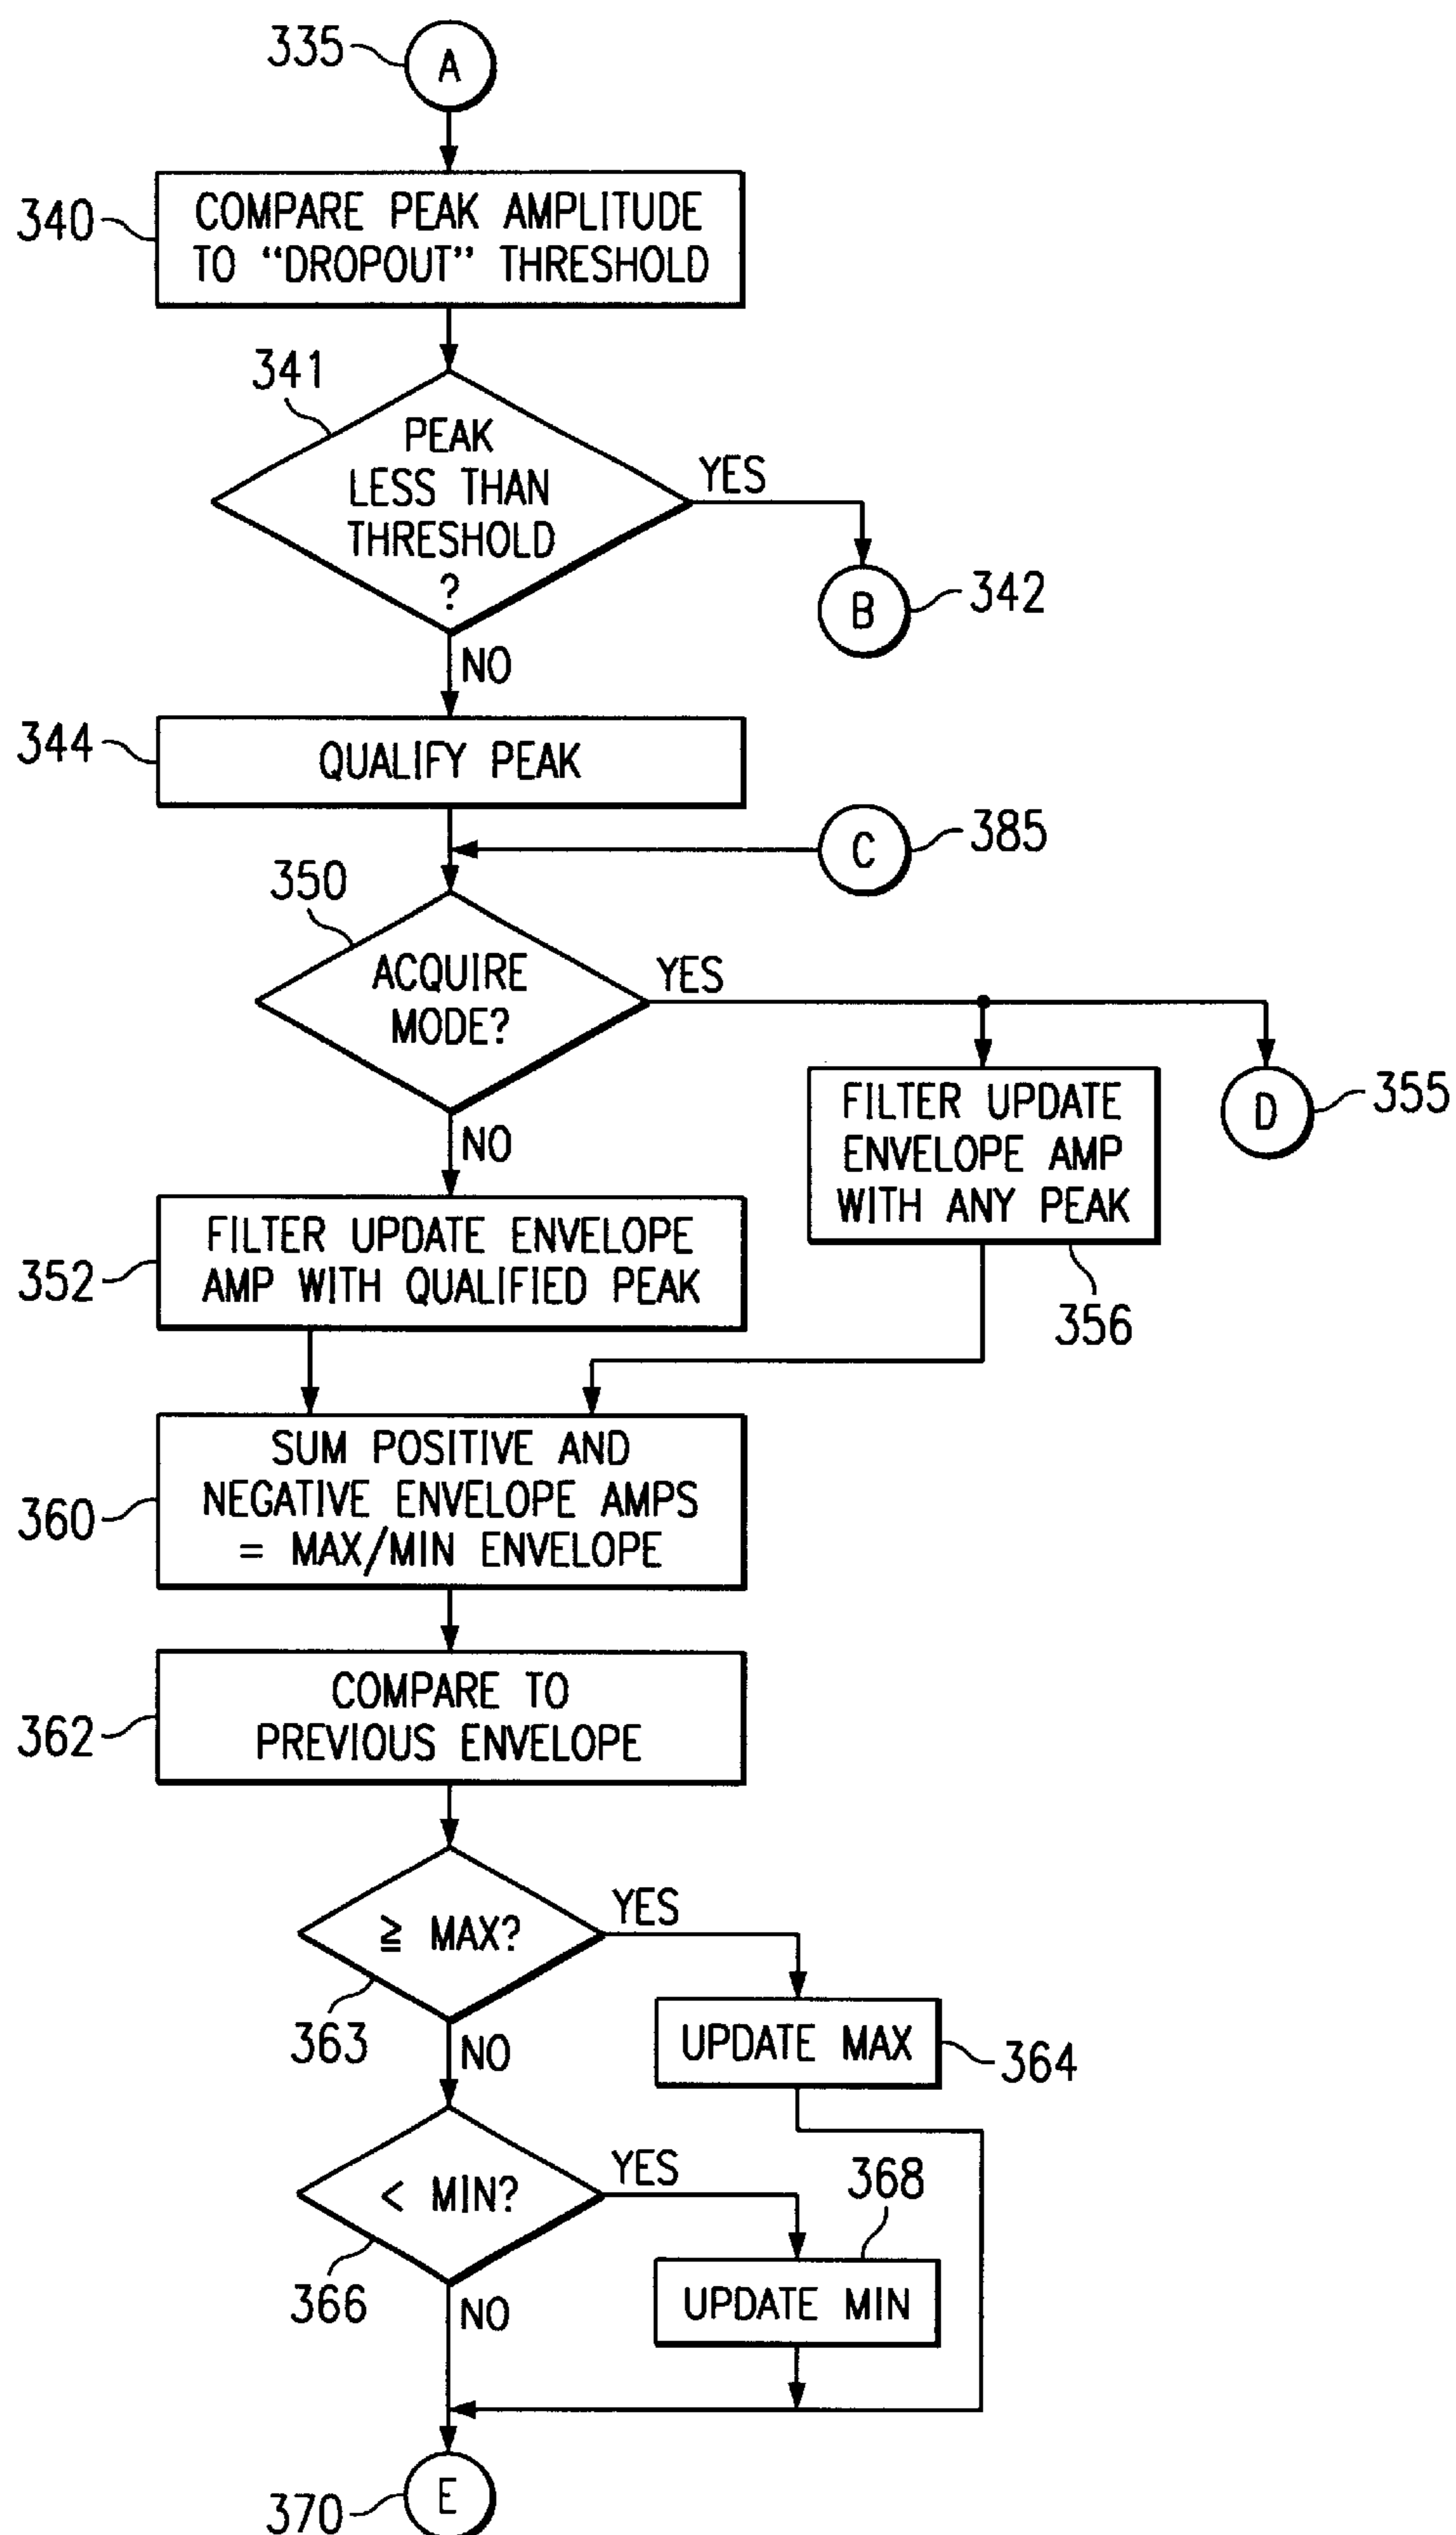 335
A
340
COMPARE PEAK AMPLITUDE
TO “DROPOUT” THRESHOLD
341
PEAK
LESS THAN
THRESHOLD
?
YES
B
342
NO
344
QUALIFY PEAK
C
385
350
ACQUIRE
MODE?
YES
FILTER UPDATE
ENVELOPE AMP
WITH ANY PEAK
356
D
355
NO
352
FILTER UPDATE ENVELOPE
AMP WITH QUALIFIED PEAK
360
SUM POSITIVE AND
NEGATIVE ENVELOPE AMPS
= MAX/MIN ENVELOPE
362
COMPARE TO
PREVIOUS ENVELOPE
≧ MAX?
YES
363
NO
UPDATE MAX
364
< MIN?
YES
368
366
NO
UPDATE MIN
370
E